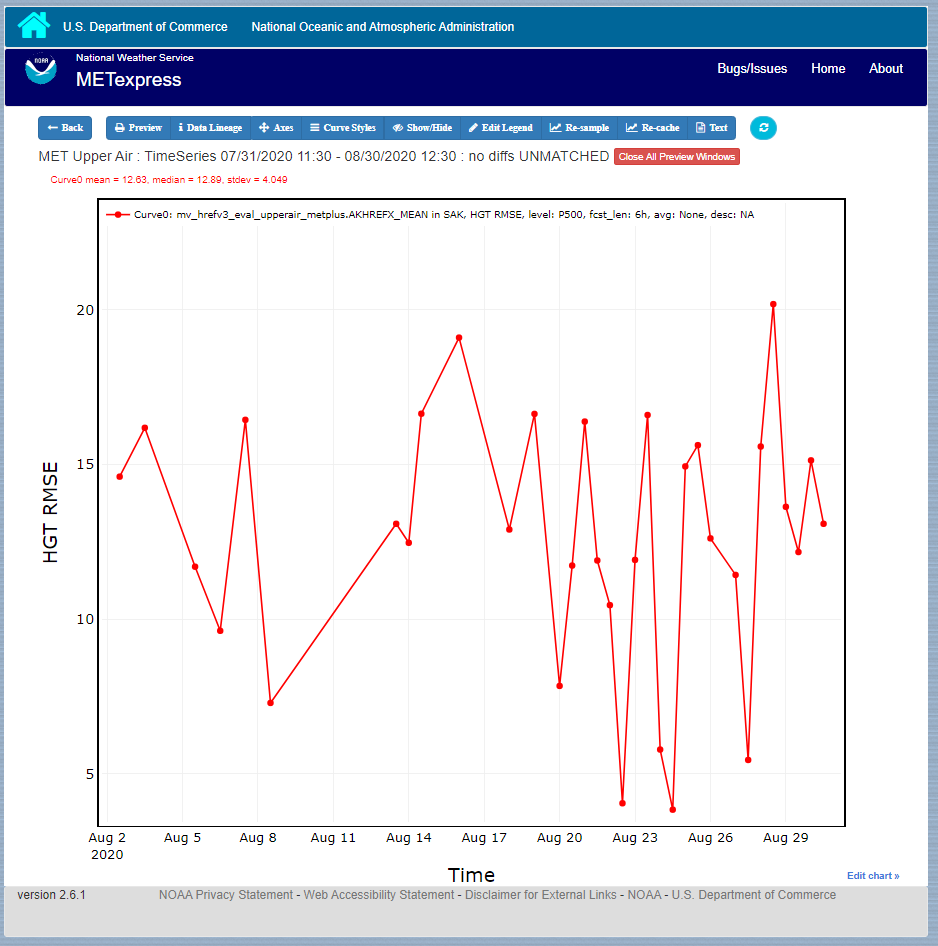 U.S. Department of Commerce National Oceanic and Atmospheric Administration
NOAA
National Weather Service
METexpress
Bugs/Issues Home About
Back Preview Data Lineage Axes Curve Styles Show/Hide Edit Legend Re-sample Re-cache Text
MET Upper Air : TimeSeries 07/31/2020 11:30 - 08/30/2020 12:30 : no diffs UNMATCHED Close All Preview Windows
Curve0 mean = 12.63, median = 12.89, stdev = 4.049
Curve0: mv_hrefv3_eval_upperair_metplus.AKHREFX_MEAN in SAK, HGT RMSE, level: P500, fcst_len: 6h, avg: None, desc: NA
HGT RMSE
20
15
10
5
Aug 2 Aug 5 Aug 8 Aug 11 Aug 14 Aug 17 Aug 20 Aug 23 Aug 26 Aug 29
2020
Time
Edit chart »
version 2.6.1 NOAA Privacy Statement - Web Accessibility Statement - Disclaimer for External Links - NOAA - U.S. Department of Commerce